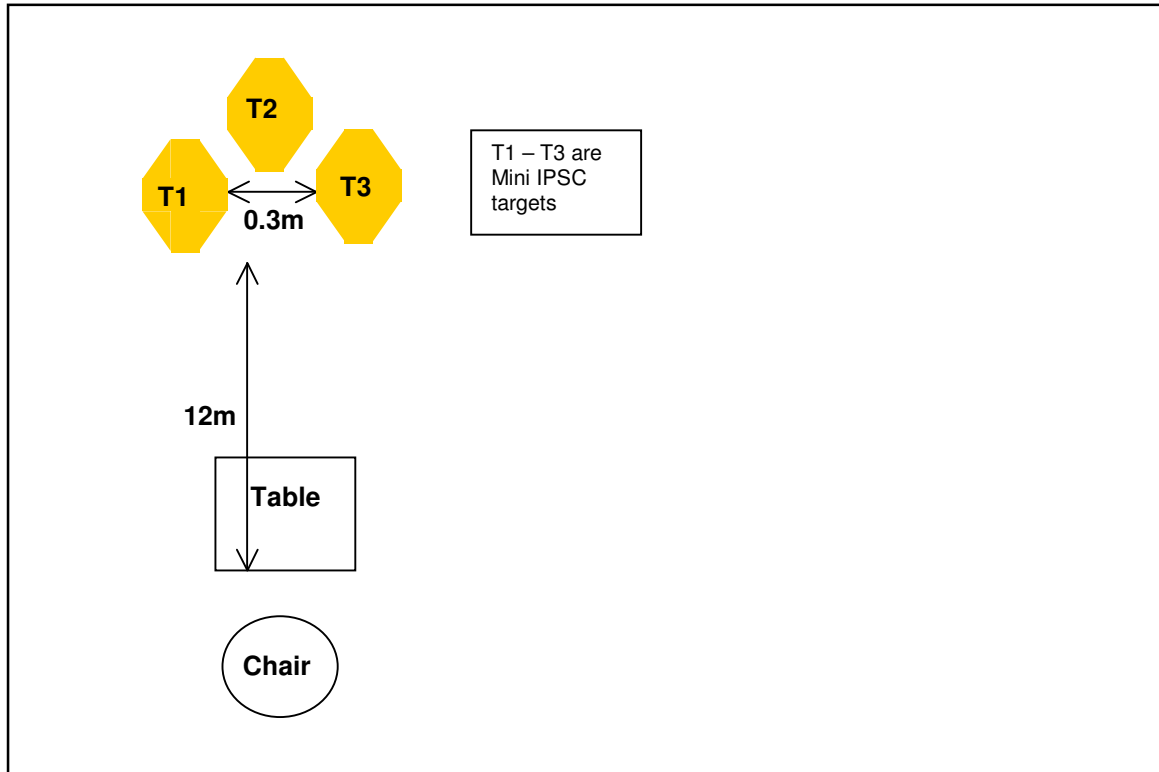 T2
T1
T3
0.3m
T1 – T3 are
Mini IPSC
targets
12m
Table
Chair